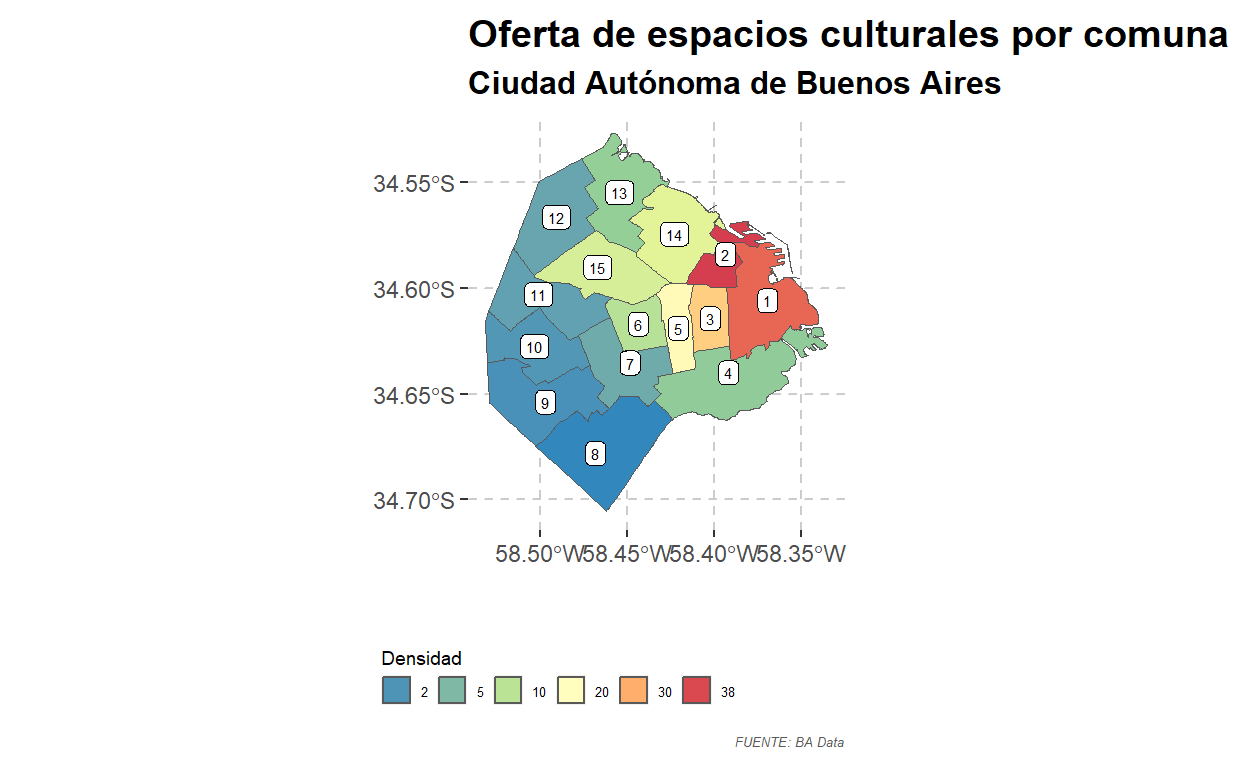 Oferta de espacios culturales por comuna
Ciudad Autónoma de Buenos Aires
34.55°S
34.60°S
34.65°S
34.70°S
13
12
14
2
15
11
1
3
6
5
10
7
4
9
8
58.50°W 58.45°W 58.40°W 58.35°W
Densidad
2 5 10 20 30 38
FUENTE: BA Data